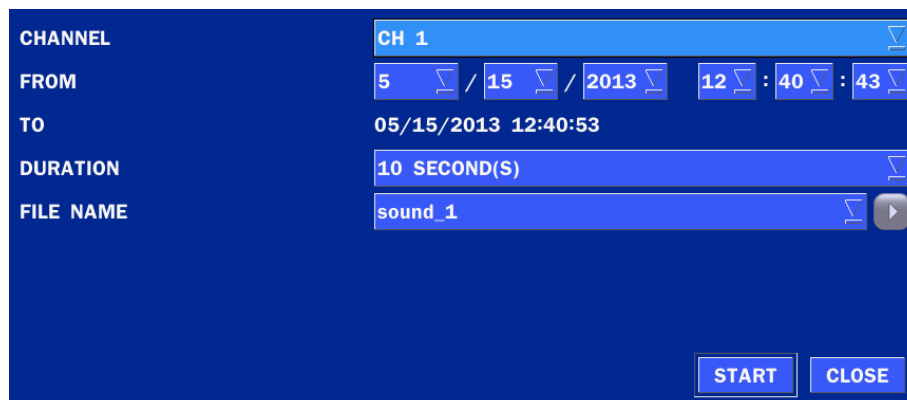 CHANNEL CH 1
FROM 5 / 15 / 2013 12 : 40 : 43
TO 05/15/2013 12:40:53
DURATION 10 SECOND(S)
FILE NAME sound_1
START CLOSE